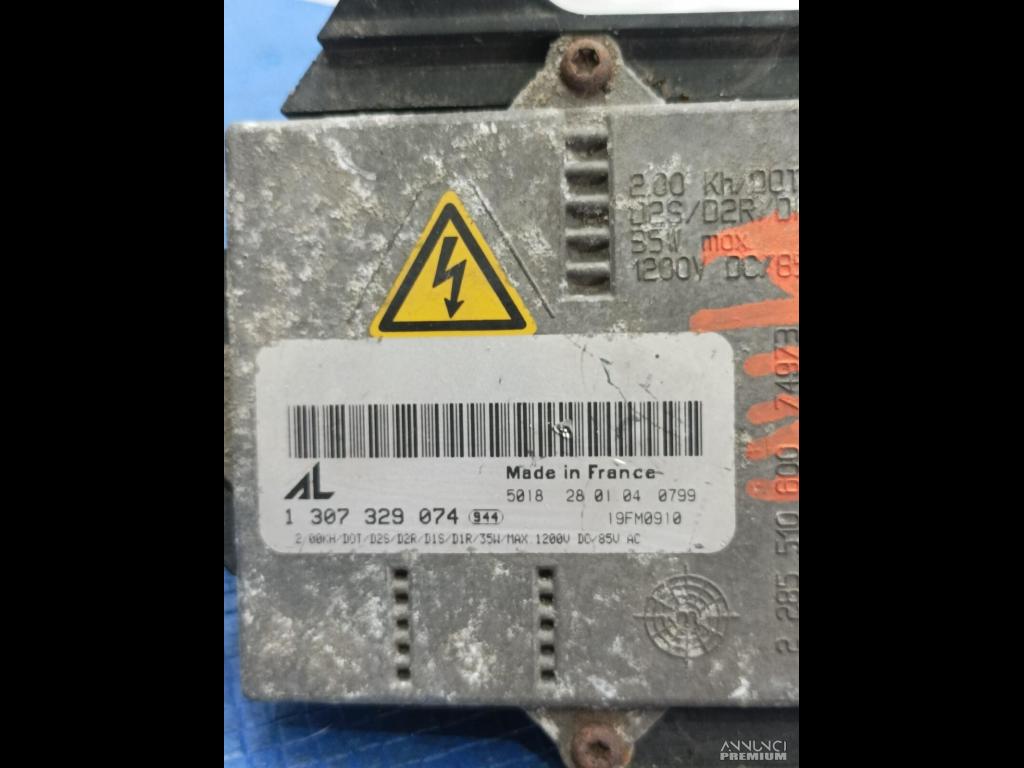 2.00 Kh/DOT
D2S/D2R/D
35W max
1200V DC/85
AL
Made in France
5018 28 01 04 0799
1 307 329 074 944
19FM0910
2/00KH/DOT/D2S/D2R/D1S/D1R/35W/MAX 1200V DC/85V AC
2 285 510 600 74973
ANNUNCI
PREMIUM